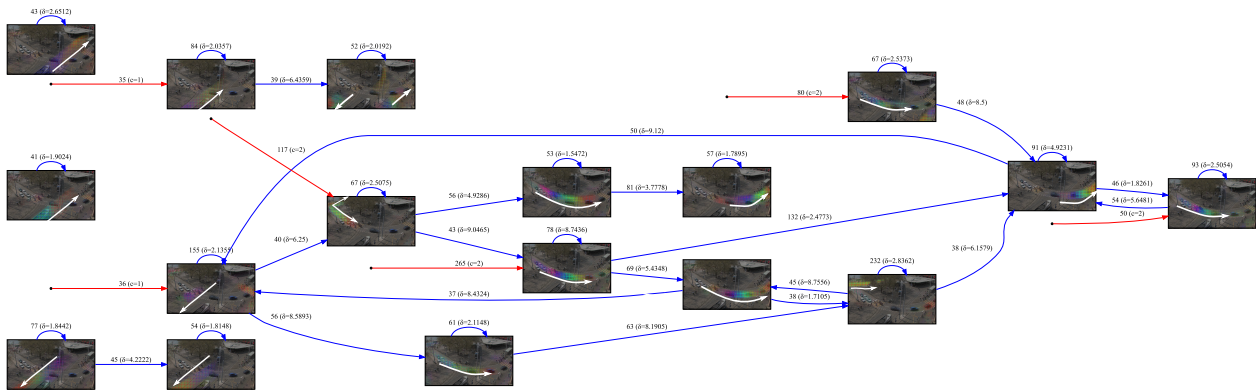 43 (δ=2.6512)
84 (δ=2.0357)
52 (δ=2.0192)
35 (c=1)
39 (δ=6.4359)
67 (δ=2.5373)
80 (c=2)
48 (δ=8.5)
50 (δ=9.12)
117 (c=2)
41 (δ=1.9024)
53 (δ=1.5472)
57 (δ=1.7895)
91 (δ=4.9231)
93 (δ=2.5054)
67 (δ=2.5075)
56 (δ=4.9286)
81 (δ=3.7778)
46 (δ=1.8261)
54 (δ=5.6481)
50 (c=2)
132 (δ=2.4773)
78 (δ=8.7436)
43 (δ=9.0465)
40 (δ=6.25)
155 (δ=2.1355)
265 (c=2)
69 (δ=5.4348)
38 (δ=6.1579)
232 (δ=2.8362)
45 (δ=8.7556)
36 (c=1)
37 (δ=8.4324)
38 (δ=1.7105)
56 (δ=8.5893)
63 (δ=8.1905)
77 (δ=1.8442)
54 (δ=1.8148)
61 (δ=2.1148)
45 (δ=4.2222)